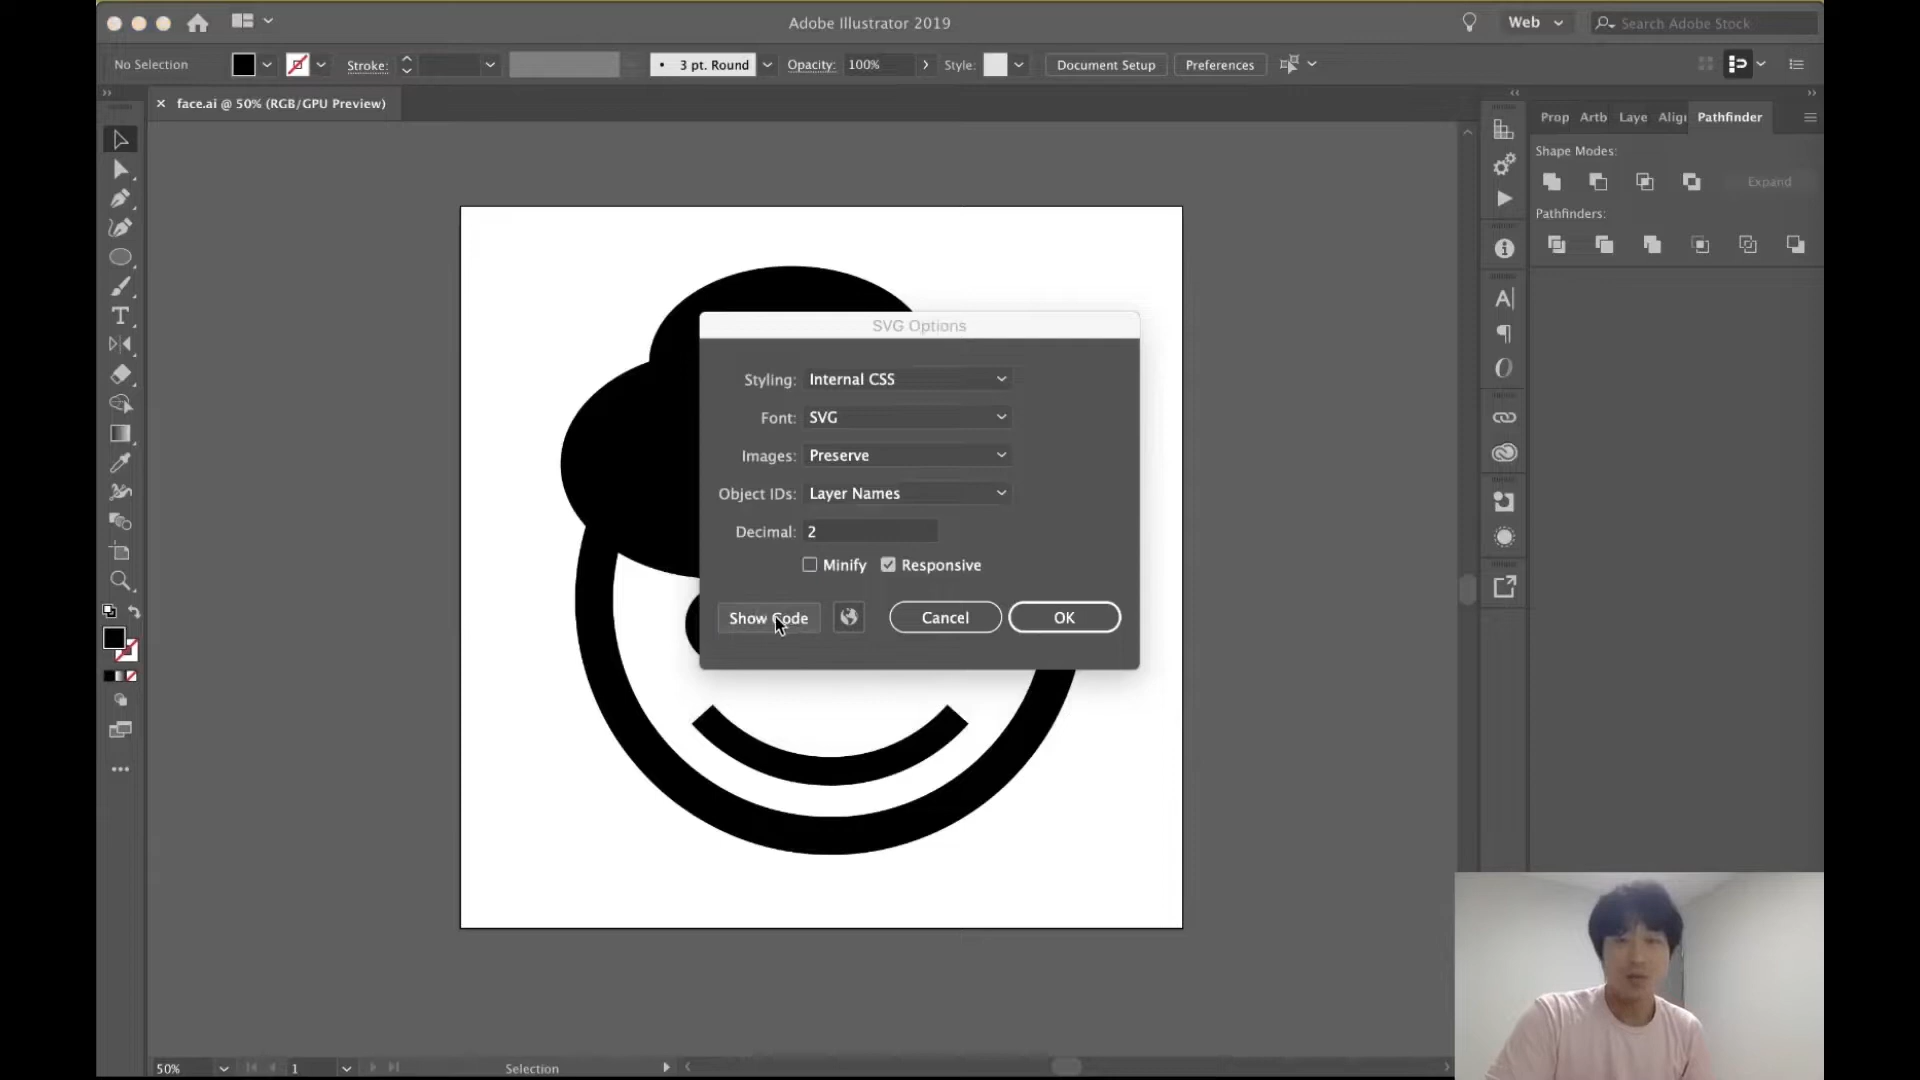 Adobe Illustrator 2019
Web
Search Adobe Stock
No Selection
Stroke:
3 pt. Round
Opacity:
100%
Style:
Document Setup
Preferences
face.ai @ 50% (RGB/GPU Preview)
Prop
Artb
Laye
Align
Pathfinder
Shape Modes:
Expand
Pathfinders:
SVG Options
Styling:
Internal CSS
Font:
SVG
Images:
Preserve
Object IDs:
Layer Names
Decimal:
2
Minify
Responsive
Show Code
Cancel
OK
50%
1
Selection